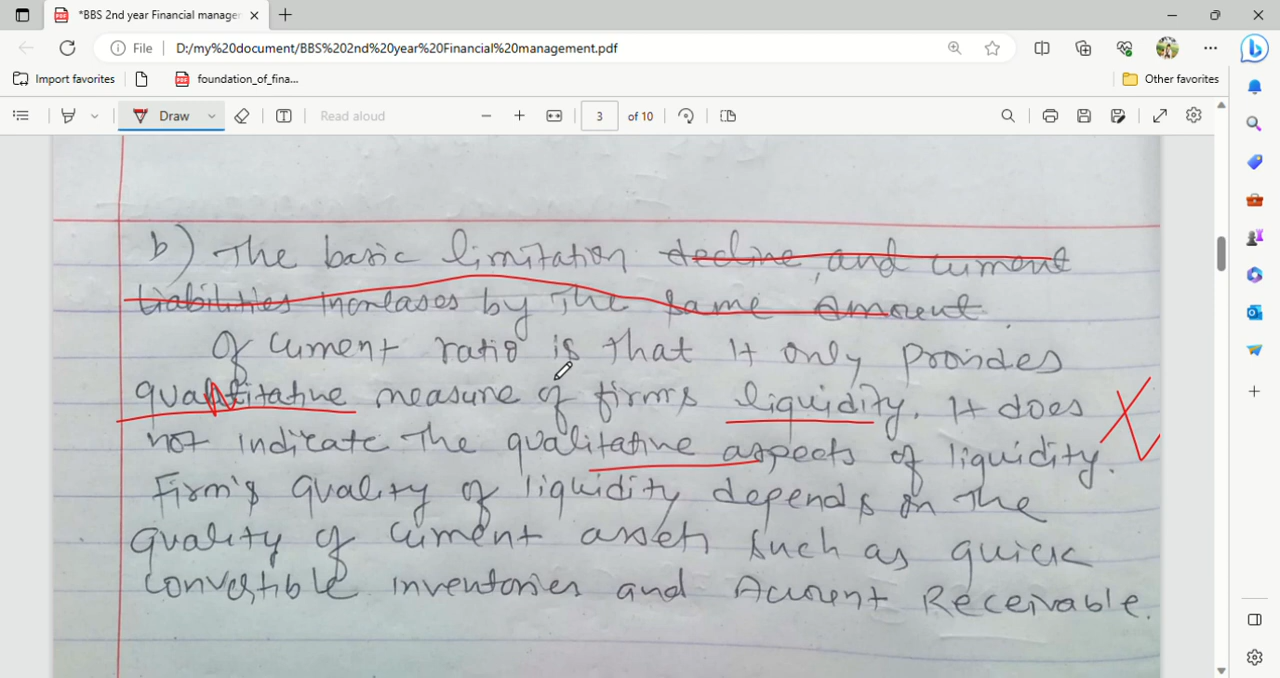 *BBS 2nd year Financial manager
File D:/my%20document/BBS%202nd%20year%20Financial%20management.pdf
Import favorites foundation_of_fina... Other favorites
Draw Read aloud 3 of 10
b) The basic limitation decline, and current
liabilities increases by the same amount.
Of current ratio is that it only provides
quantitative measure of firms liquidity. It does
not indicate the qualitative aspects of liquidity.
Firm's quality of liquidity depends on the
quality of current assets such as quick
convertible inventories and Account Receivable.